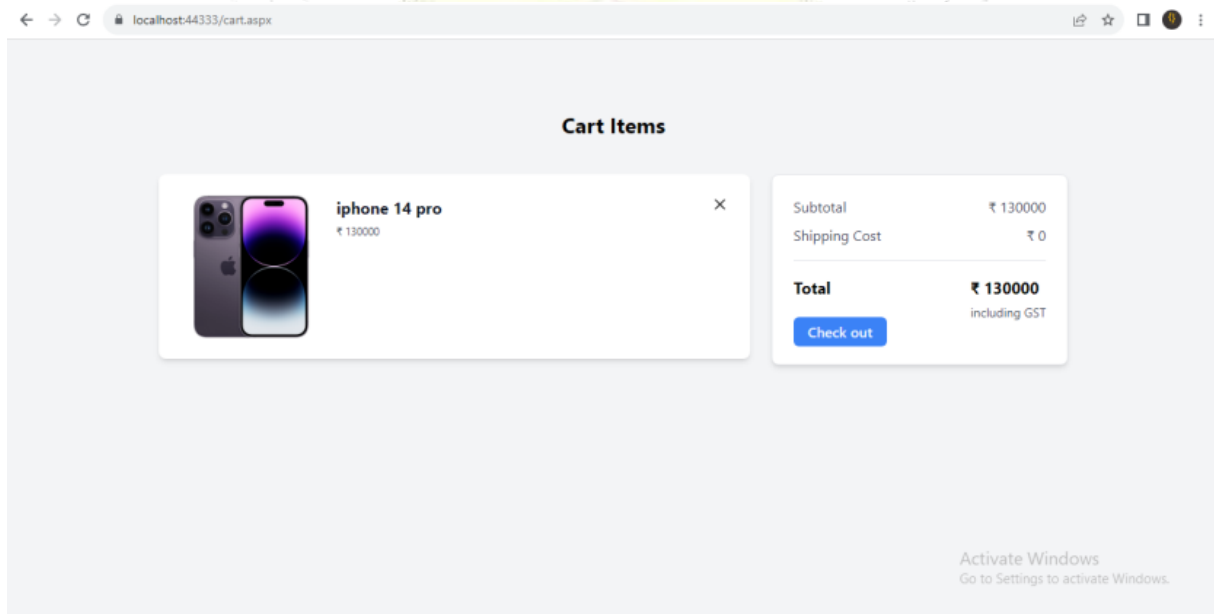 localhost:44333/cart.aspx
Cart Items
iphone 14 pro
₹ 130000
Subtotal ₹ 130000
Shipping Cost ₹ 0
Total ₹ 130000
including GST
Check out
Activate Windows
Go to Settings to activate Windows.